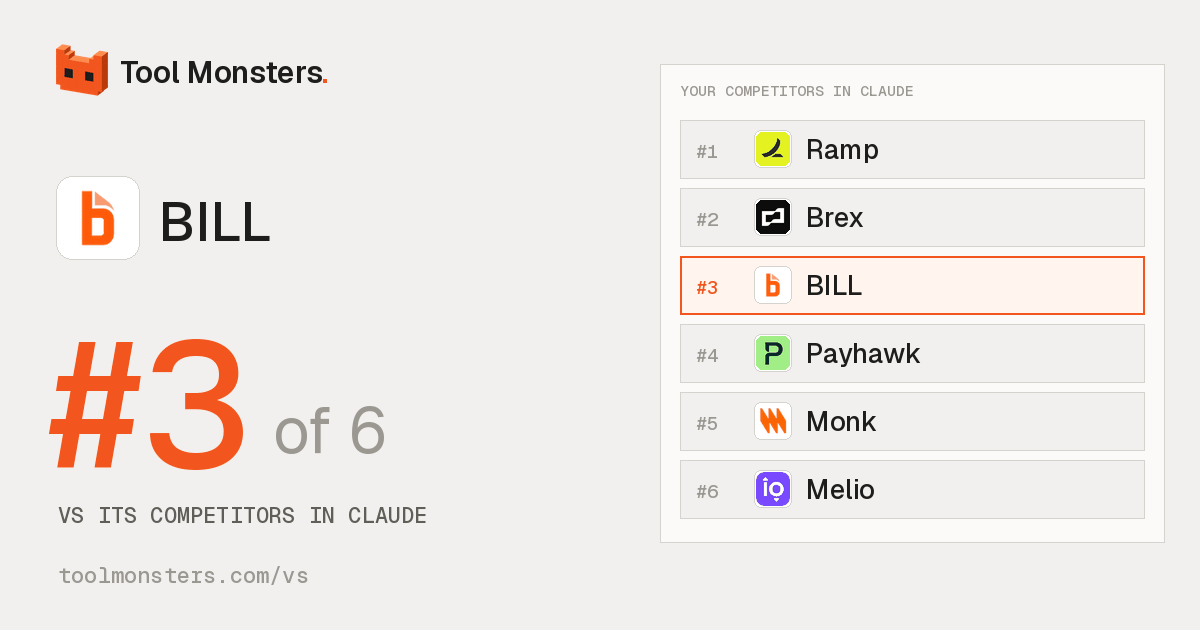 Tool Monsters.
BILL
#3 of 6
VS ITS COMPETITORS IN CLAUDE
toolmonsters.com/vs
YOUR COMPETITORS IN CLAUDE
#1 Ramp
#2 Brex
#3 BILL
#4 Payhawk
#5 Monk
#6 Melio